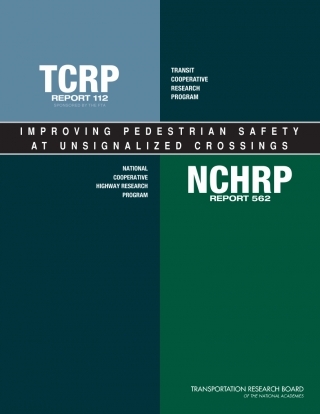 TCRP
REPORT 112
SPONSORED BY THE FTA
TRANSIT
COOPERATIVE
RESEARCH
PROGRAM
IMPROVING PEDESTRIAN SAFETY
AT UNSIGNALIZED CROSSINGS
NATIONAL
COOPERATIVE
HIGHWAY RESEARCH
PROGRAM
NCHRP
REPORT 562
TRANSPORTATION RESEARCH BOARD
OF THE NATIONAL ACADEMIES